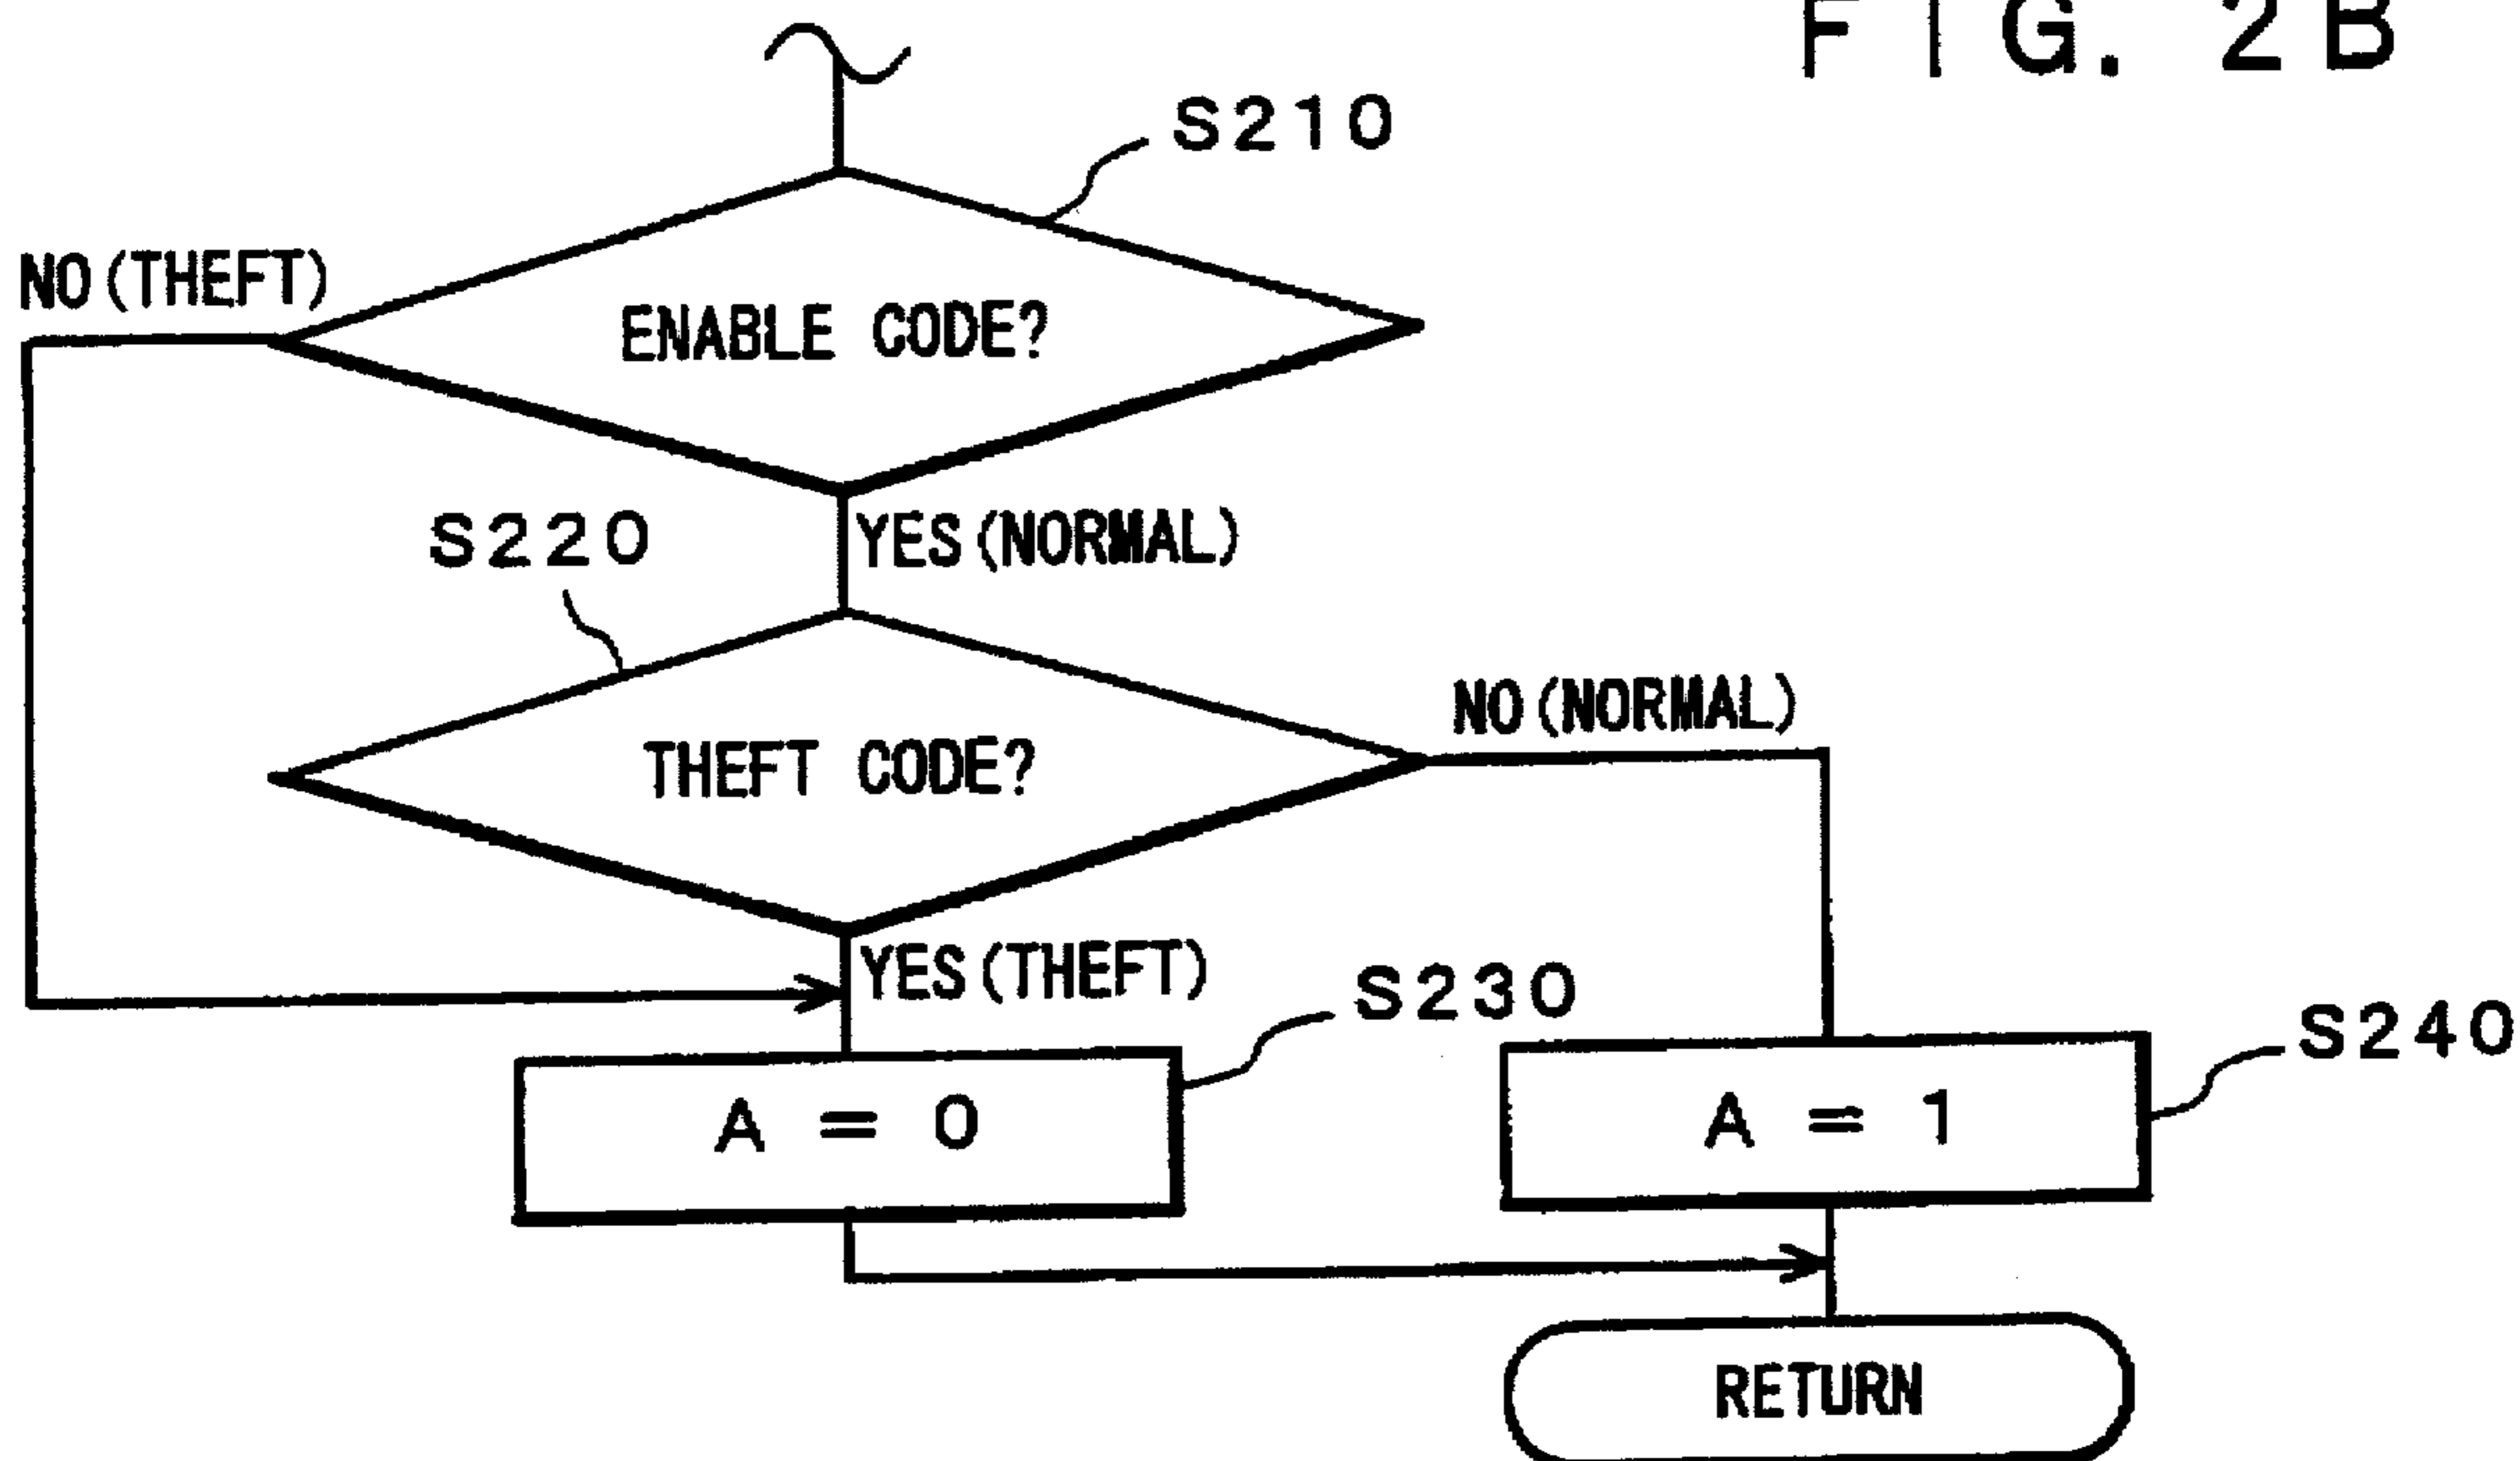 FIG. 2B
S210
NO(THEFT)
ENABLE CODE?
S220
YES(NORMAL)
NO(NORMAL)
THEFT CODE?
YES(THEFT)
S230
S240
A = 0
A = 1
RETURN